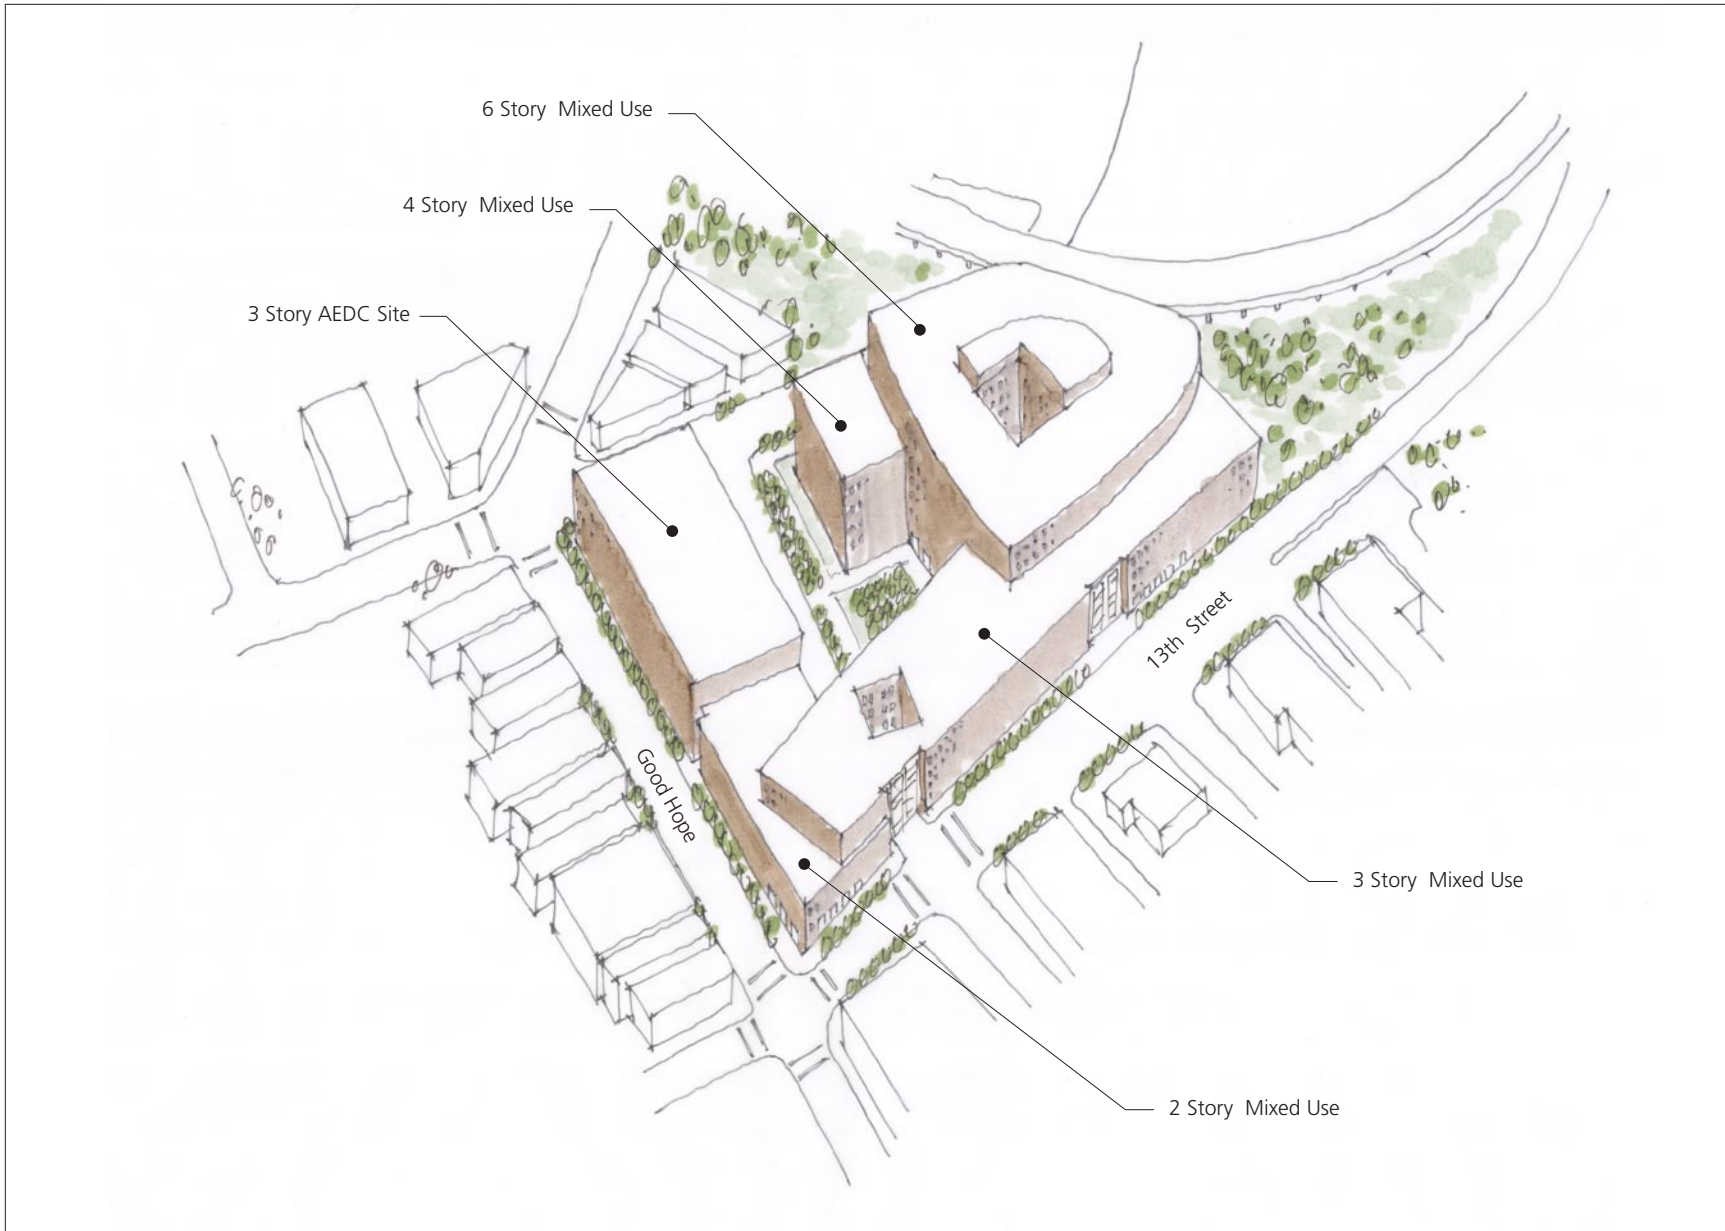 6 Story Mixed Use
4 Story Mixed Use
3 Story AEDC Site
13th Street
Good Hope
3 Story Mixed Use
2 Story Mixed Use